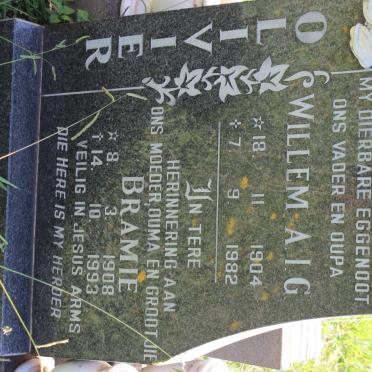 MY DIERBARE EGGENOOT
ONS VADER EN OUPA
WILLEM A.I.G
OLIVIER
☆ 18 11 1904
✝ 7 9 1982
IN TERE
HERINNERING AAN
ONS MOEDER, OUMA EN GROOTJIE
BRAMIE
☆ 8 3 1908
✝ 14 10 1993
VEILIG IN JESUS ARMS
DIE HERE IS MY HERDER